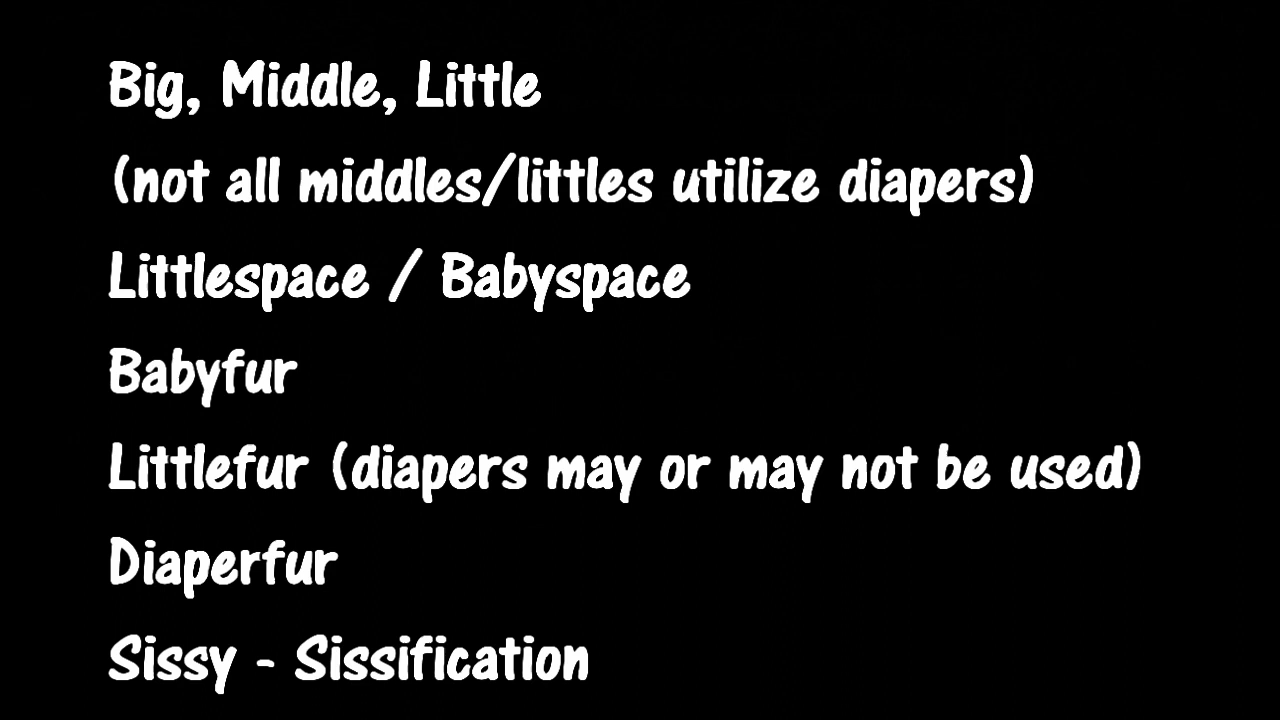 Big, Middle, Little
(not all middles/littles utilize diapers)
Littlespace / Babyspace
Babyfur
Littlefur (diapers may or may not be used)
Diaperfur
Sissy - Sissification